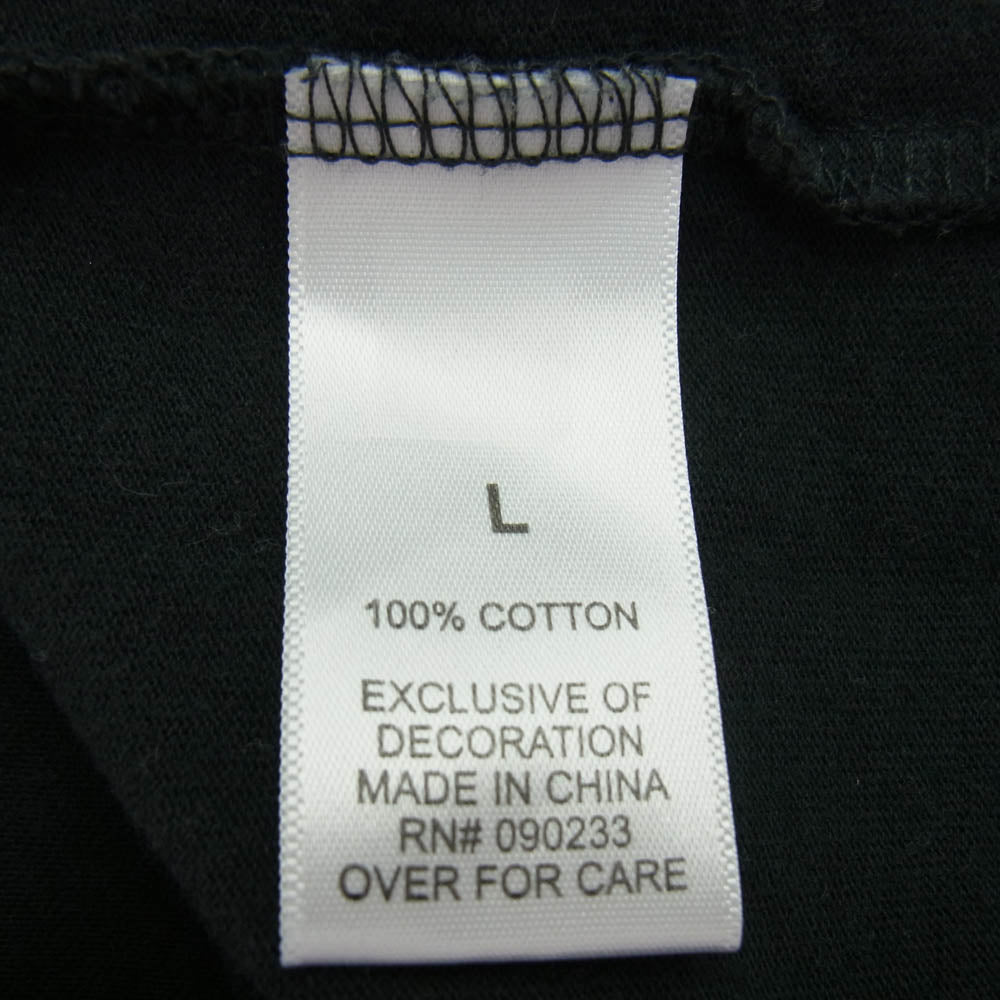 L
100% COTTON
EXCLUSIVE OF
DECORATION
MADE IN CHINA
RN# 090233
OVER FOR CARE